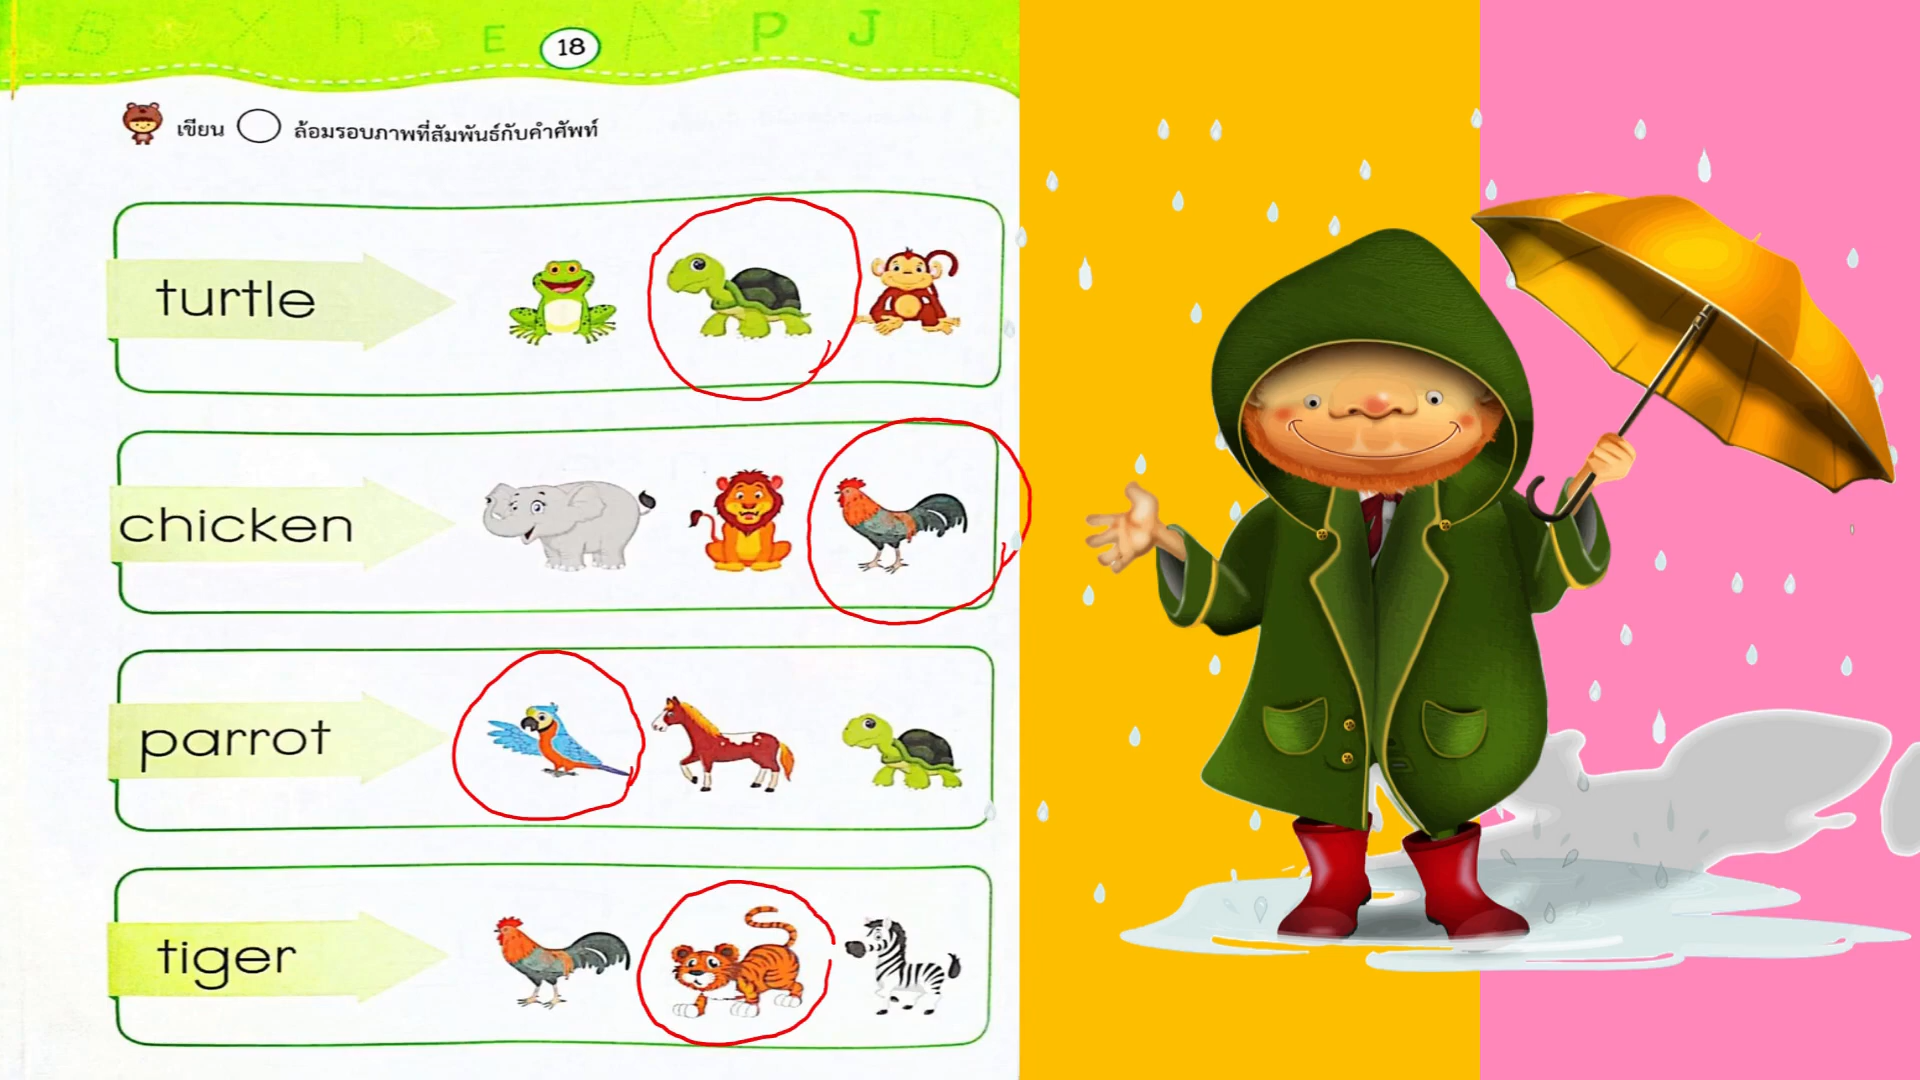 B X h E A P J D
18
เขียน ล้อมรอบภาพที่สัมพันธ์กับคำศัพท์
turtle
chicken
parrot
tiger